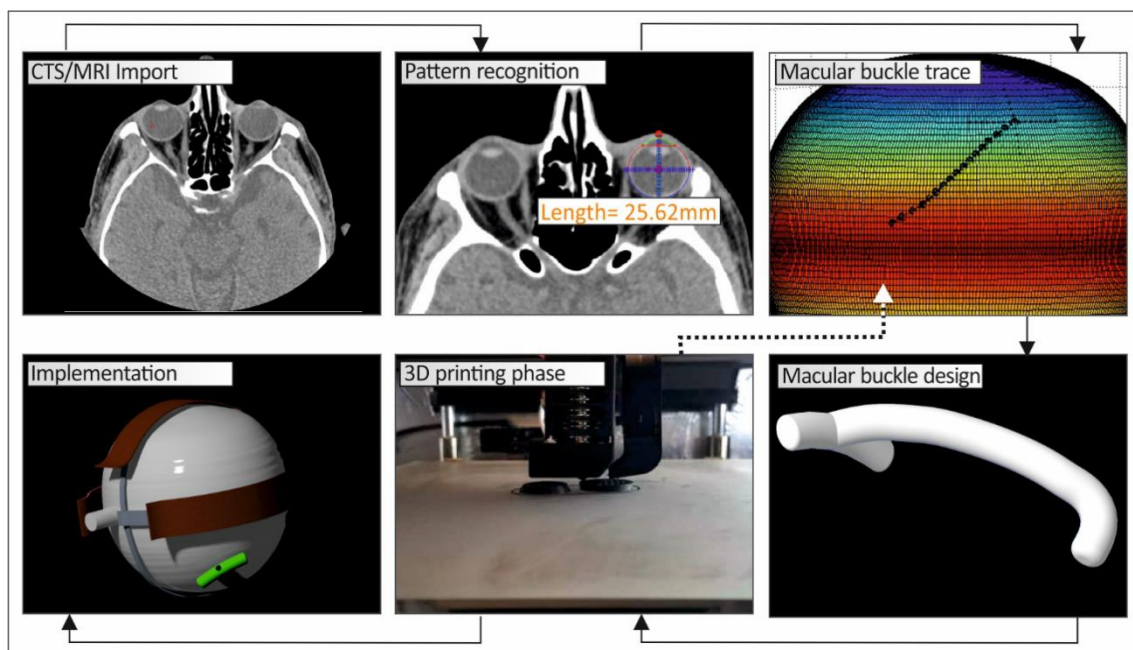 CTS/MRI Import
Pattern recognition
Macular buckle trace
Length= 25.62mm
Implementation
3D printing phase
Macular buckle design